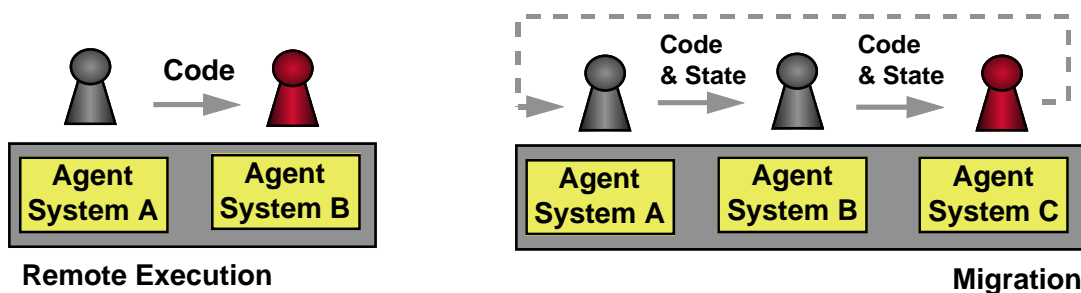 Code
Agent
System A
Agent
System B
Remote Execution
Code
& State
Code
& State
Agent
System A
Agent
System B
Agent
System C
Migration